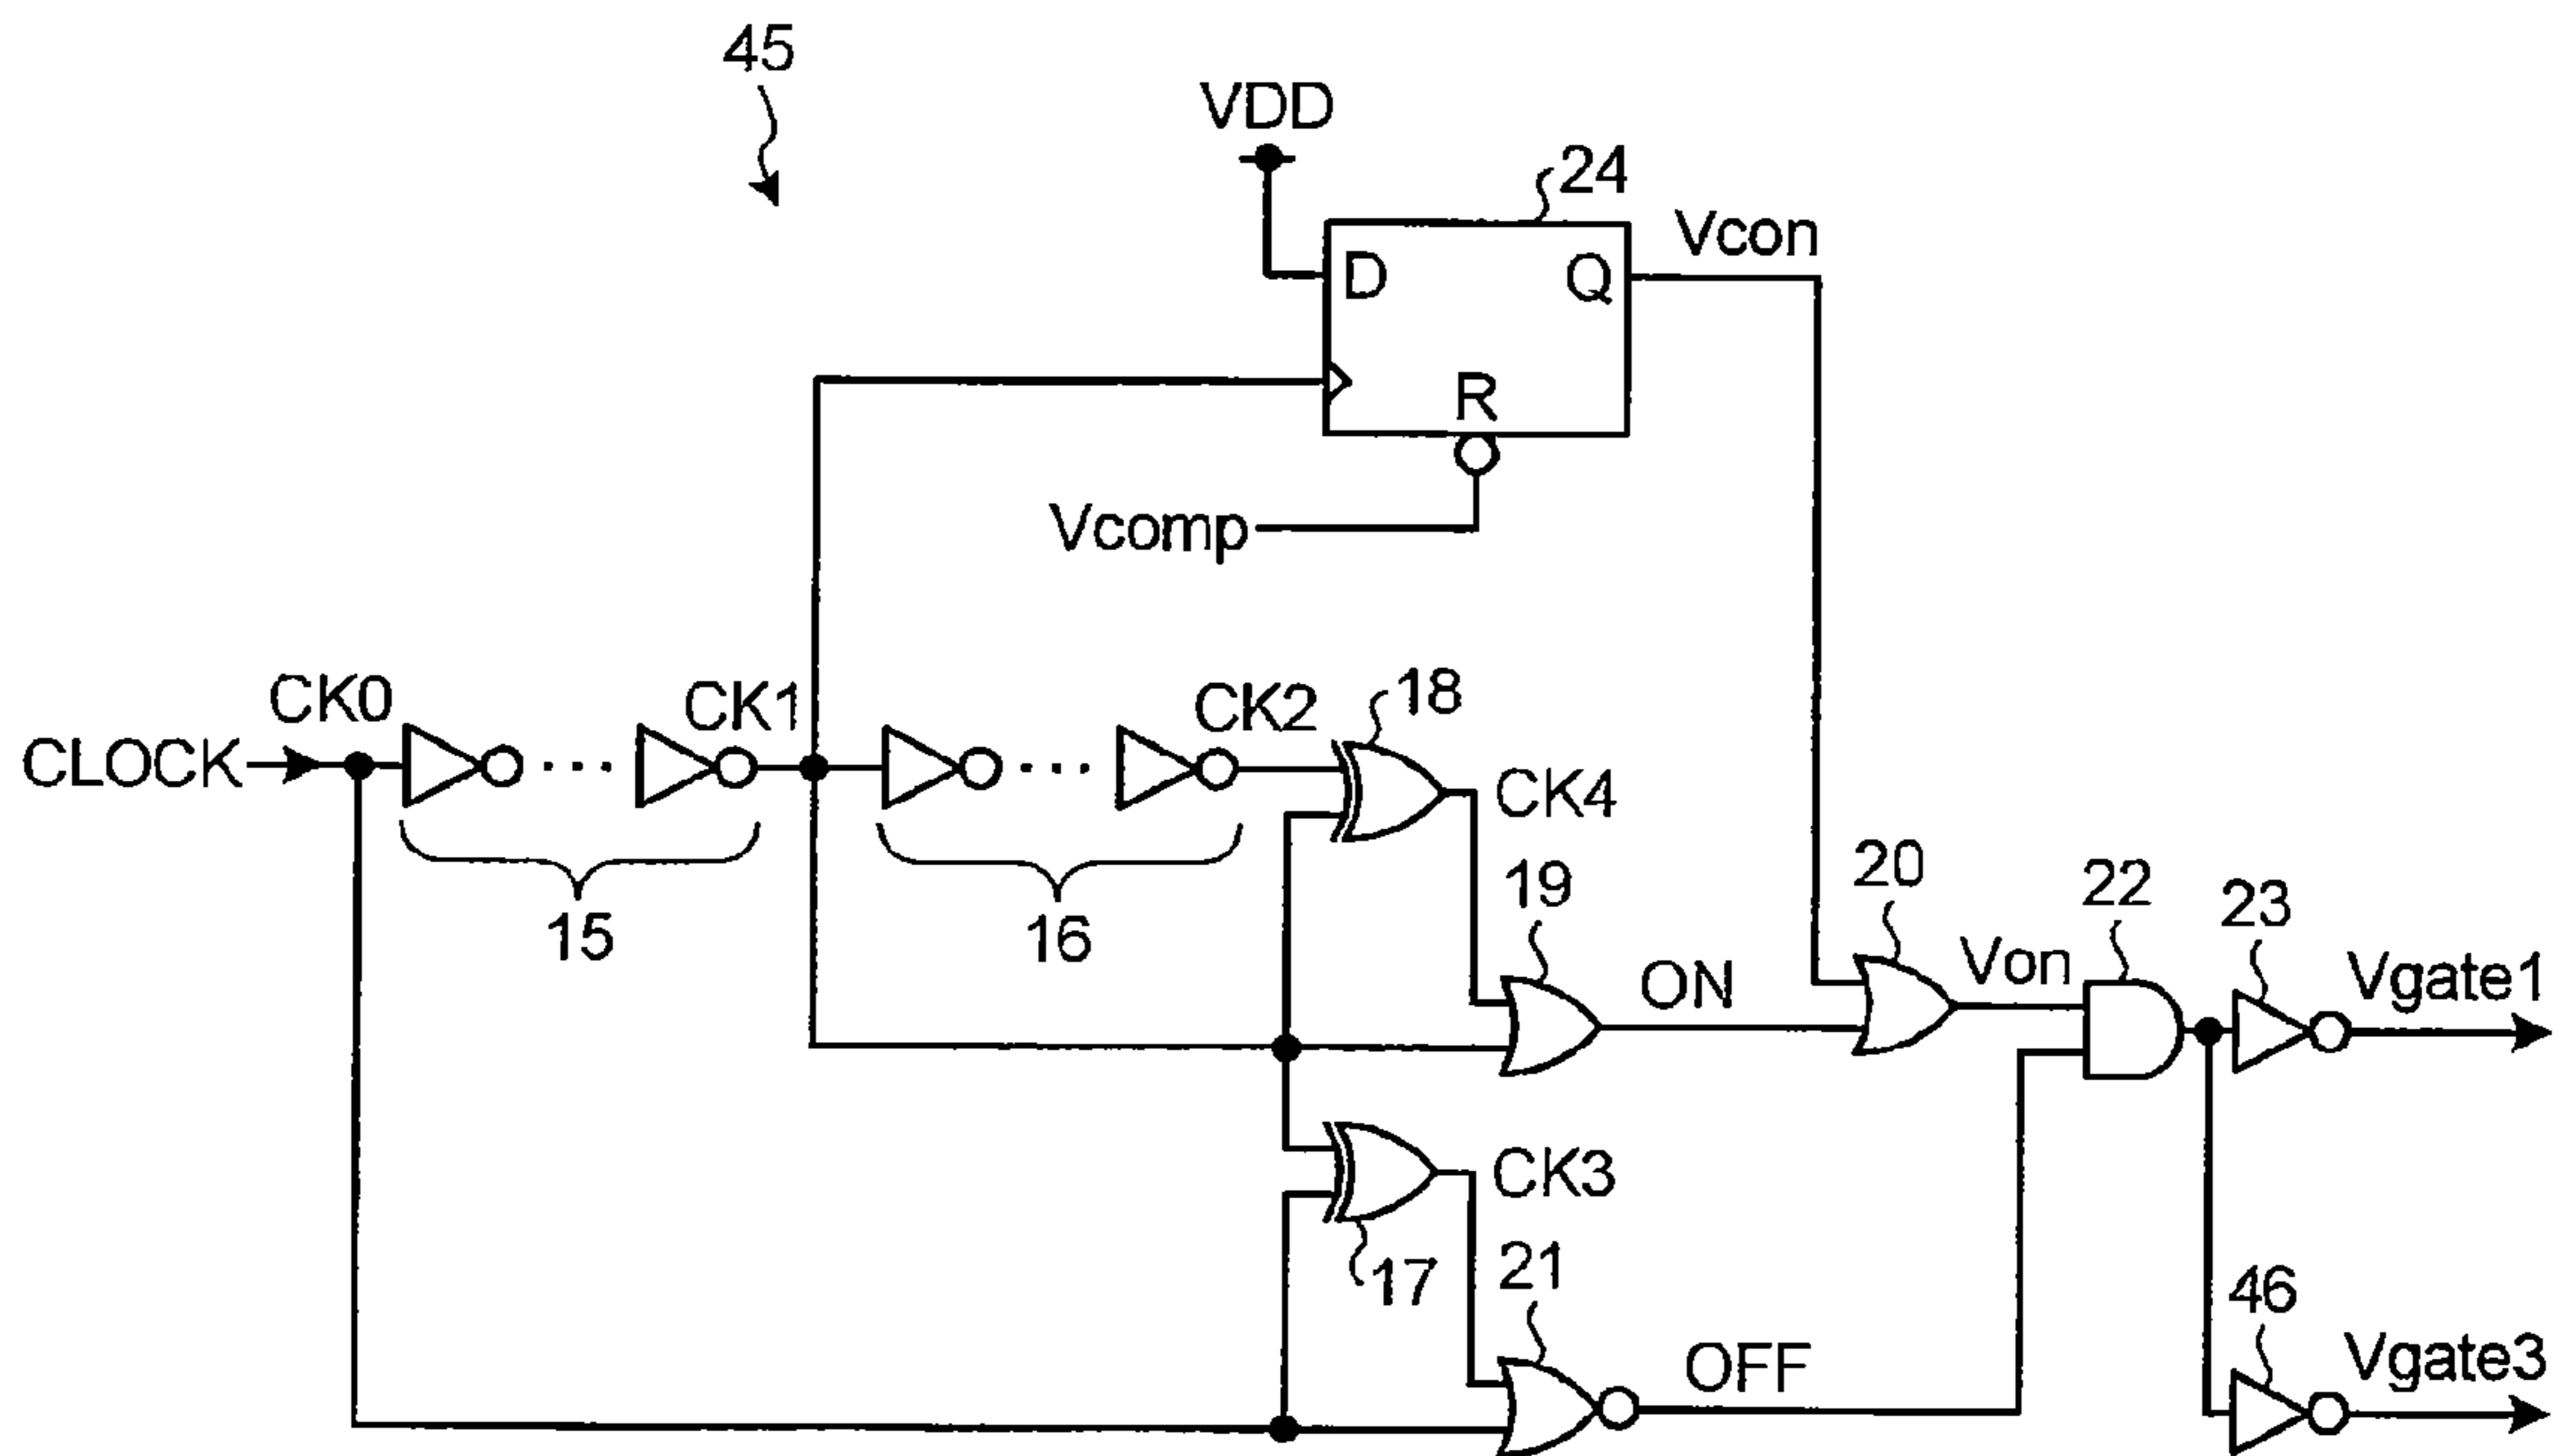 45
VDD
24
Vcon
D
Q
R
Vcomp
CK0
CK1
CK2
18
CLOCK
CK4
15
16
19
20
22
23
ON
Von
Vgate1
CK3
17
21
OFF
46
Vgate3